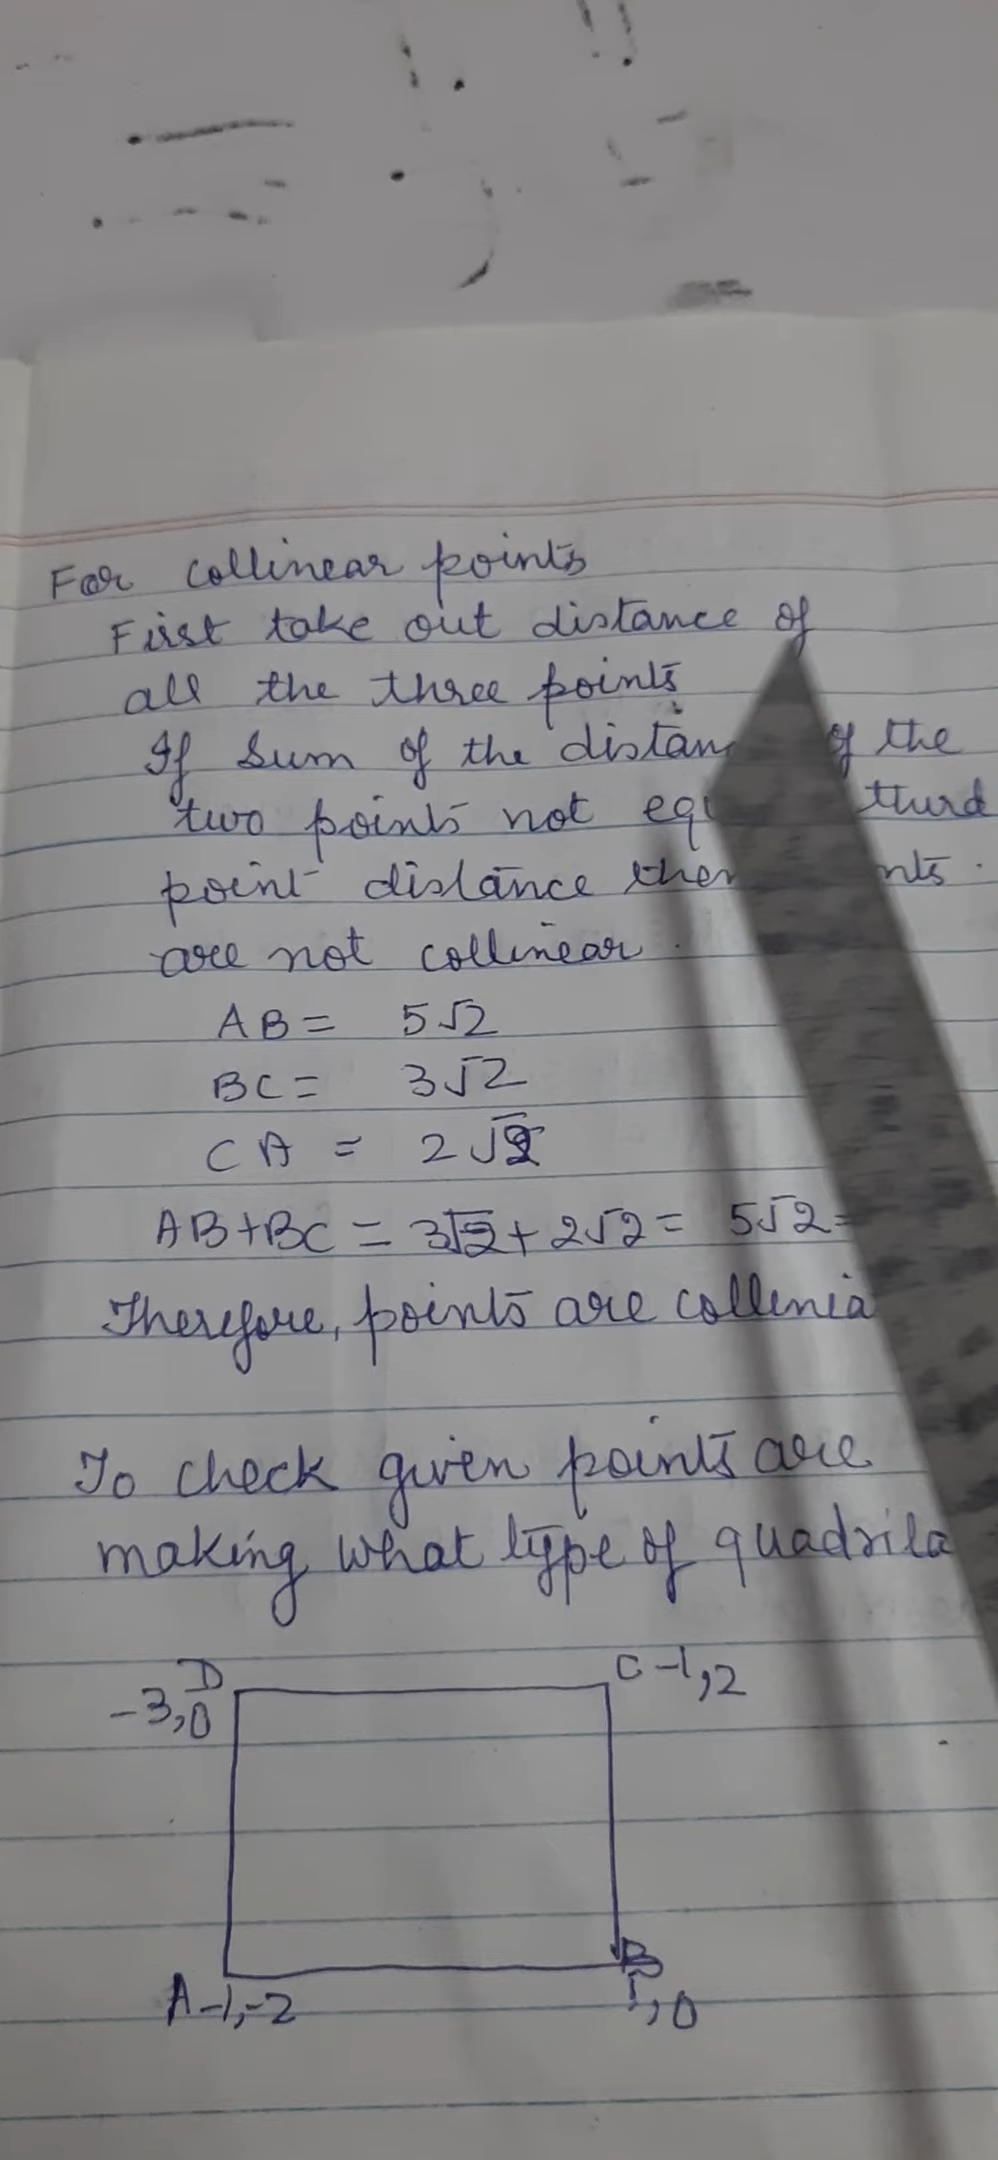 For collinear points
First take out distance of
all the three points
If Sum of the distan the
two points not equ third
point distance then nts.
are not collinear.
AB = 5√2
BC = 3√2
CA = 2√2
AB+BC = 3√2 + 2√2 = 5√2 =
Therefore, points are collinia
To check given points are
making what type of quadrila
D C -1,2
-3,0
B
A -1,-2 1,0